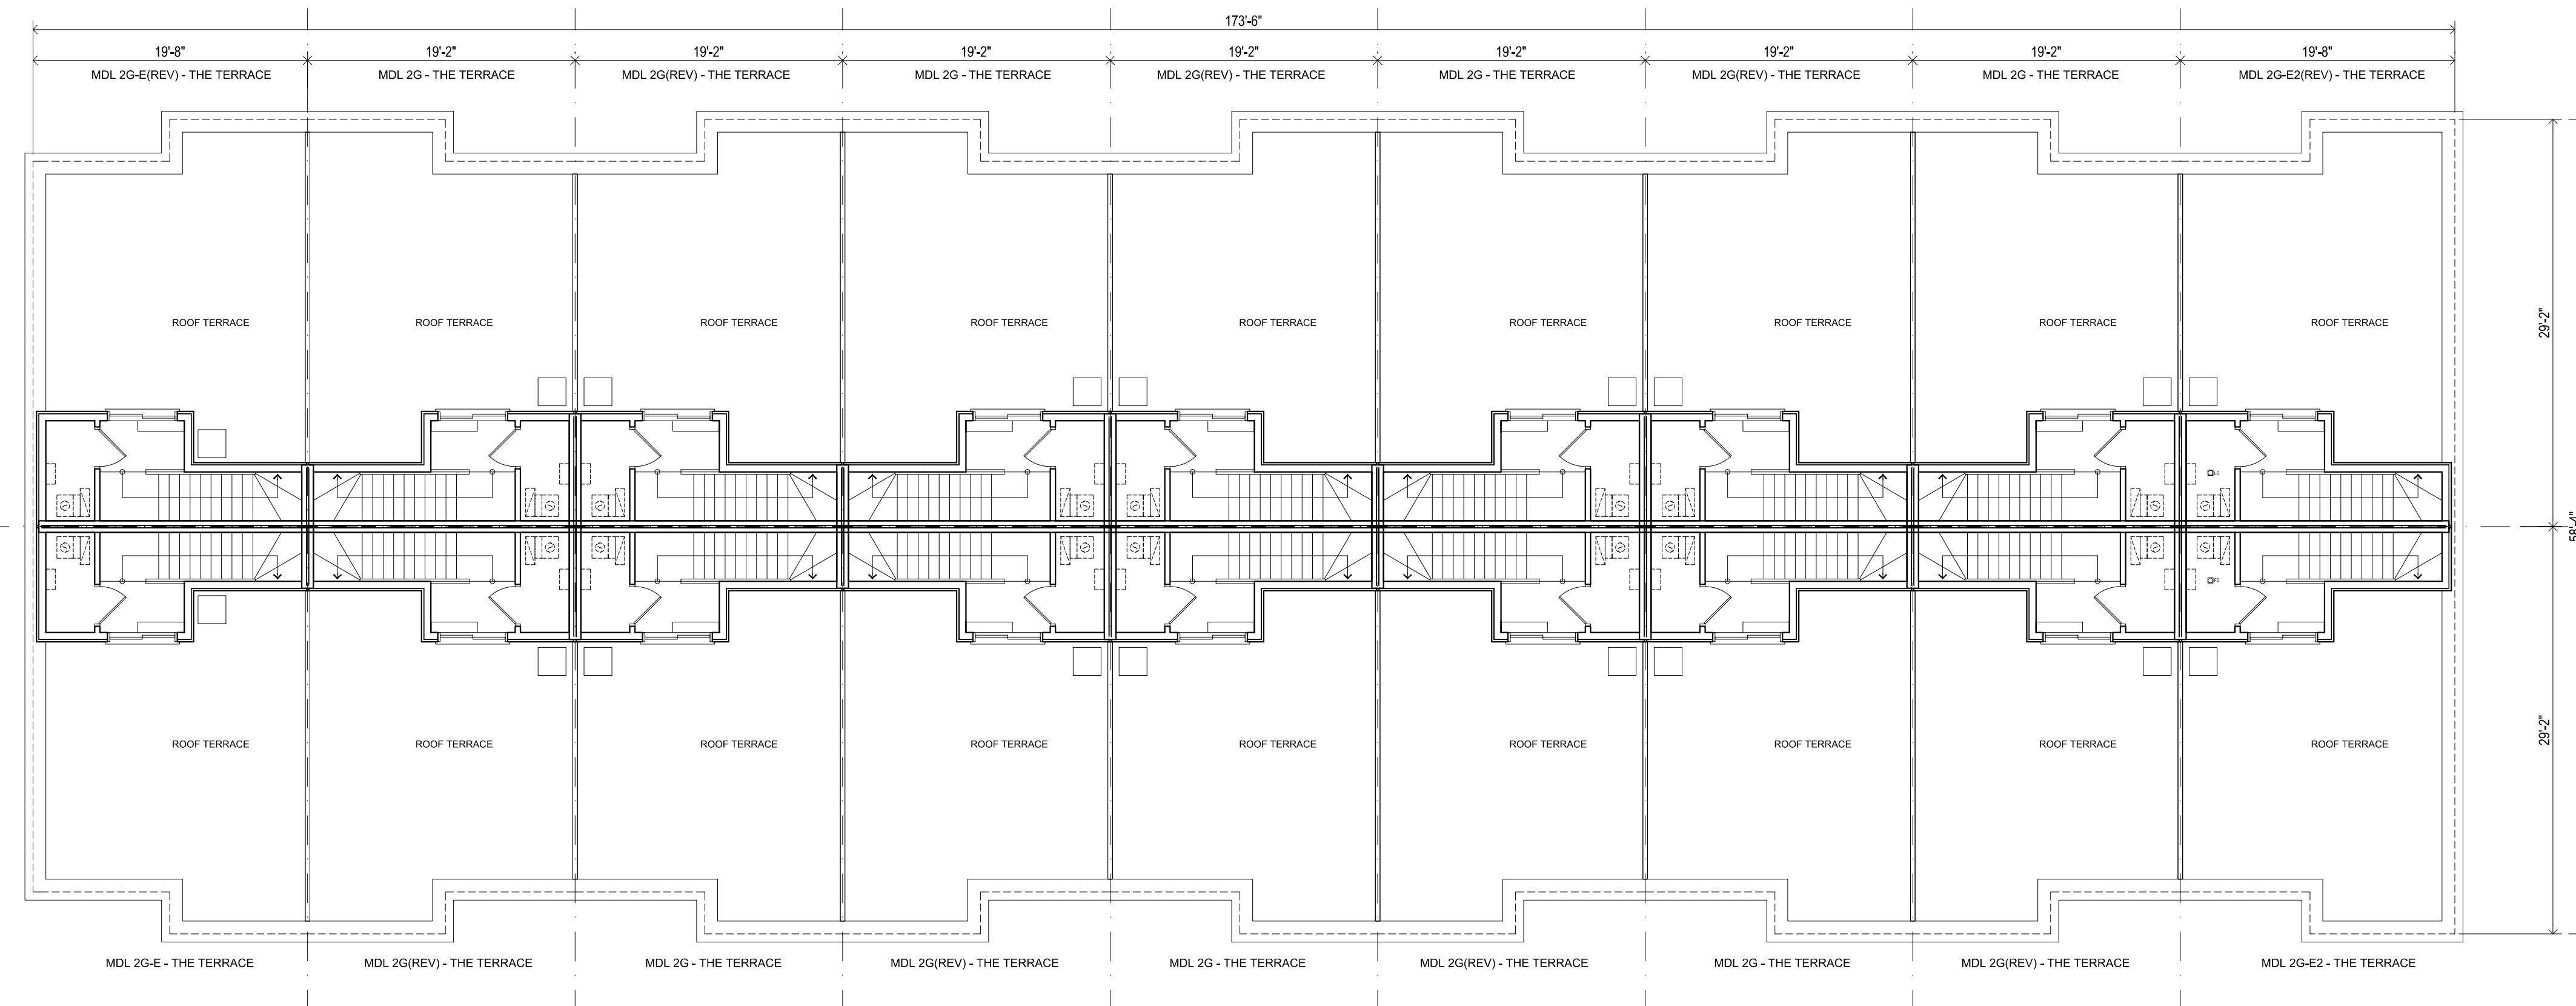 173'-6"
19'-8" 19'-2" 19'-2" 19'-2" 19'-2" 19'-2" 19'-2" 19'-2" 19'-8"
MDL 2G-E(REV) - THE TERRACE MDL 2G - THE TERRACE MDL 2G(REV) - THE TERRACE MDL 2G - THE TERRACE MDL 2G(REV) - THE TERRACE MDL 2G - THE TERRACE MDL 2G(REV) - THE TERRACE MDL 2G - THE TERRACE MDL 2G-E2(REV) - THE TERRACE
ROOF TERRACE ROOF TERRACE ROOF TERRACE ROOF TERRACE ROOF TERRACE ROOF TERRACE ROOF TERRACE ROOF TERRACE ROOF TERRACE
29'-2"
58'-4"
FD
ROOF TERRACE ROOF TERRACE ROOF TERRACE ROOF TERRACE ROOF TERRACE ROOF TERRACE ROOF TERRACE ROOF TERRACE ROOF TERRACE
29'-2"
MDL 2G-E - THE TERRACE MDL 2G(REV) - THE TERRACE MDL 2G - THE TERRACE MDL 2G(REV) - THE TERRACE MDL 2G - THE TERRACE MDL 2G(REV) - THE TERRACE MDL 2G - THE TERRACE MDL 2G(REV) - THE TERRACE MDL 2G-E2 - THE TERRACE